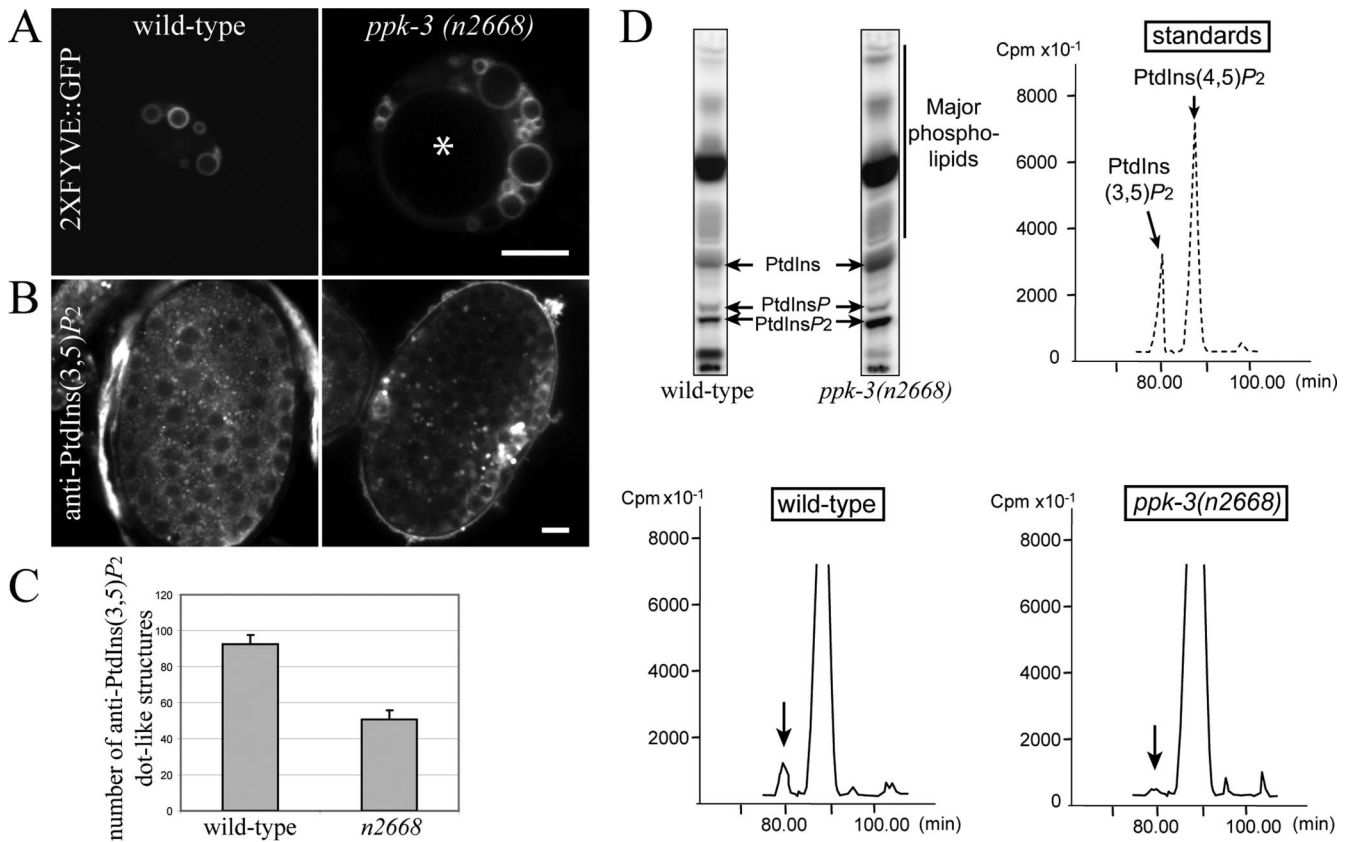 A
wild-type
ppk-3 (n2668)
2XFYVE::GFP
*
B
anti-PtdIns(3,5)P2
C
number of anti-PtdIns(3,5)P2
dot-like structures
120
100
80
60
40
20
0
wild-type
n2668
D
Major
phospho-
lipids
PtdIns
PtdInsP
PtdInsP2
wild-type
ppk-3(n2668)
Cpm x10-1
standards
PtdIns(4,5)P2
PtdIns
(3,5)P2
8000
6000
4000
2000
0
80.00
100.00
(min)
Cpm x10-1
wild-type
8000
6000
4000
2000
0
80.00
100.00
(min)
Cpm x10-1
ppk-3(n2668)
8000
6000
4000
2000
0
80.00
100.00
(min)